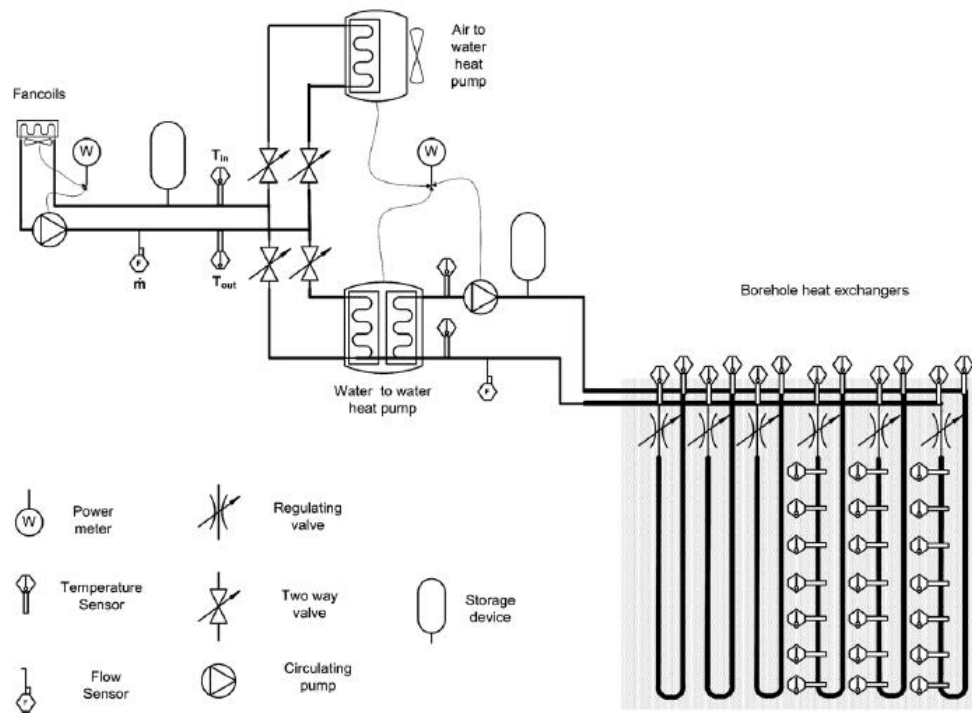 Air to
water
heat
pump
Fancoils
W
T_in
W
ṁ
F
T_out
Borehole heat exchangers
Water to water
heat pump
F
W
Power
meter
Regulating
valve
Temperature
Sensor
Two way
valve
Storage
device
F
Flow
Sensor
Circulating
pump